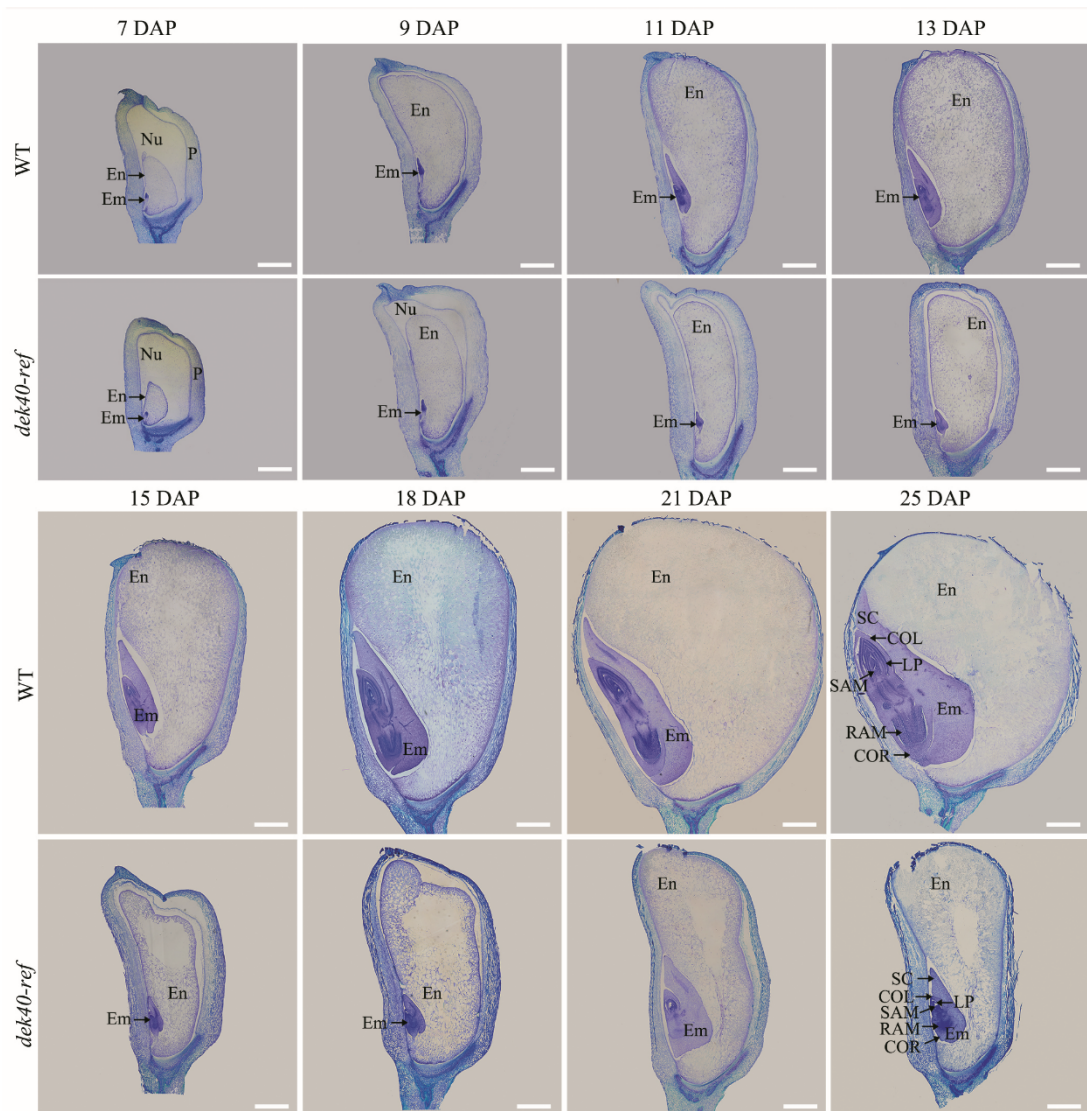 7 DAP 9 DAP 11 DAP 13 DAP
WT
Nu
P
En
Em
En
Em
En
Em
En
Em
dek40-ref
Nu
P
En
Em
Nu
En
Em
En
Em
En
Em
15 DAP 18 DAP 21 DAP 25 DAP
WT
En
Em
En
Em
En
Em
En
SC
COL
LP
SAM
Em
RAM
COR
dek40-ref
En
Em
En
Em
En
Em
En
SC
COL
LP
SAM
RAM
Em
COR